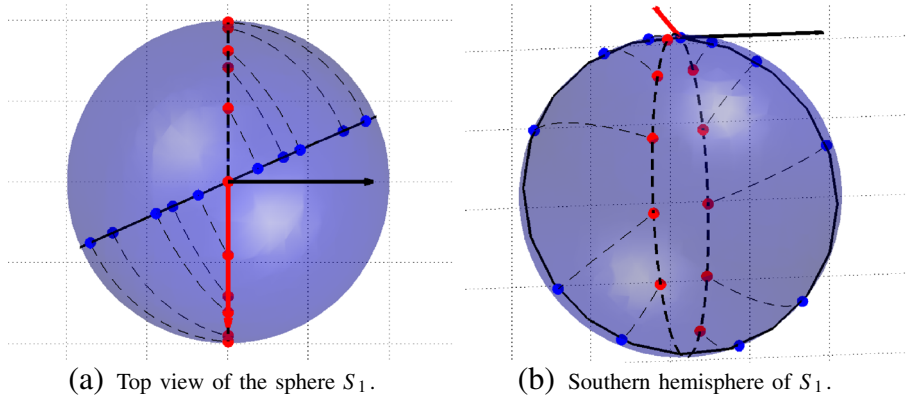 (a) Top view of the sphere S₁.
(b) Southern hemisphere of S₁.